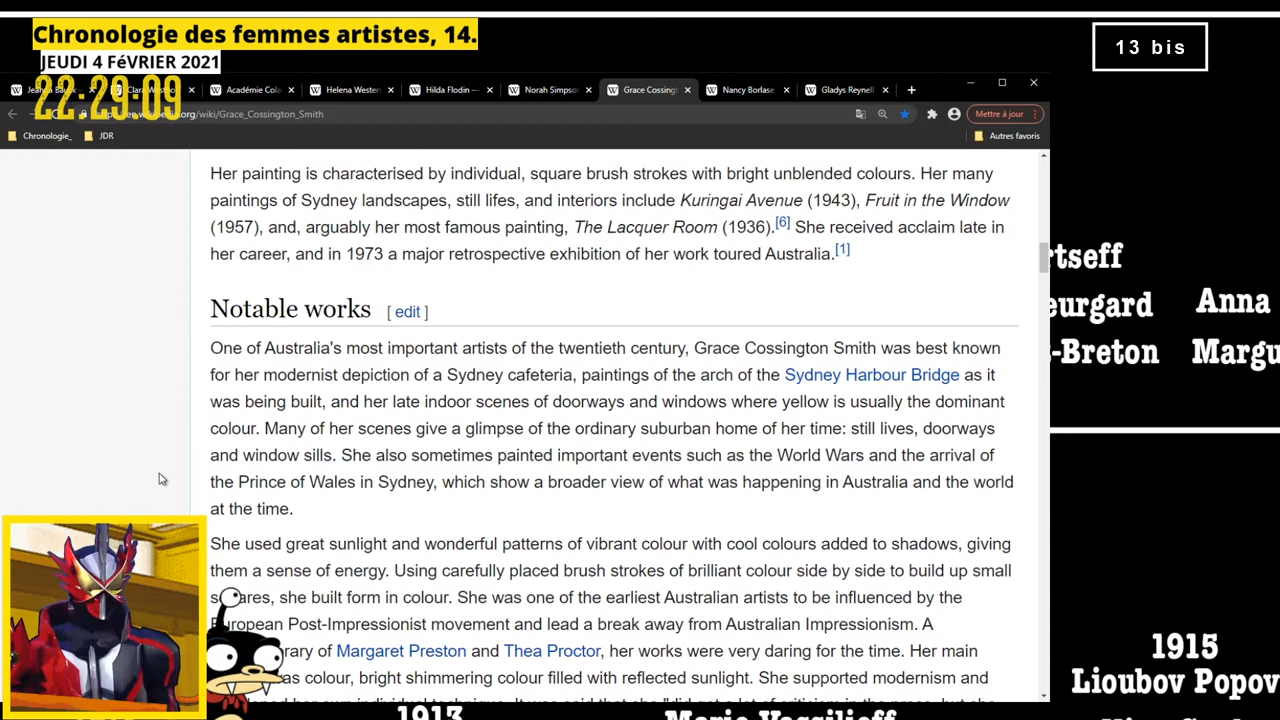 Chronologie des femmes artistes, 14.
JEUDI 4 FéVRIER 2021
22:29:09
13 bis
Académie Cola
Helena Western
Hilda Flodin —
Norah Simpso
Grace Cossingt
Nancy Borlase
Gladys Reynell
.org/wiki/Grace_Cossington_Smith
Mettre à jour
Chronologie_
JDR
Autres favoris
Her painting is characterised by individual, square brush strokes with bright unblended colours. Her many
paintings of Sydney landscapes, still lifes, and interiors include Kuringai Avenue (1943), Fruit in the Window
(1957), and, arguably her most famous painting, The Lacquer Room (1936).[6] She received acclaim late in
her career, and in 1973 a major retrospective exhibition of her work toured Australia.[1]
Notable works [ edit ]
One of Australia's most important artists of the twentieth century, Grace Cossington Smith was best known
for her modernist depiction of a Sydney cafeteria, paintings of the arch of the Sydney Harbour Bridge as it
was being built, and her late indoor scenes of doorways and windows where yellow is usually the dominant
colour. Many of her scenes give a glimpse of the ordinary suburban home of her time: still lives, doorways
and window sills. She also sometimes painted important events such as the World Wars and the arrival of
the Prince of Wales in Sydney, which show a broader view of what was happening in Australia and the world
at the time.
She used great sunlight and wonderful patterns of vibrant colour with cool colours added to shadows, giving
them a sense of energy. Using carefully placed brush strokes of brilliant colour side by side to build up small
she built form in colour. She was one of the earliest Australian artists to be influenced by the
European Post-Impressionist movement and lead a break away from Australian Impressionism. A
of Margaret Preston and Thea Proctor, her works were very daring for the time. Her main
as colour, bright shimmering colour filled with reflected sunlight. She supported modernism and
rtseff
eurgard
Anna
-Breton
Margu
1915
Lioubov Popov
1913
Marie Vassilieff